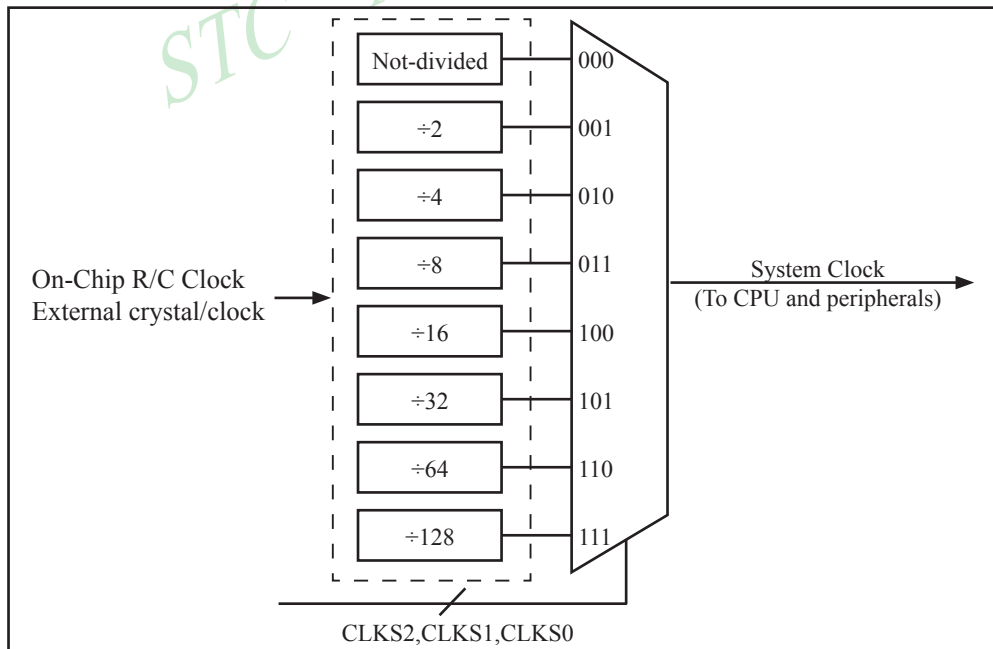 STC
Not-divided
000
÷2
001
÷4
010
÷8
011
On-Chip R/C Clock
External crystal/clock
System Clock
(To CPU and peripherals)
÷16
100
÷32
101
÷64
110
÷128
111
CLKS2,CLKS1,CLKS0